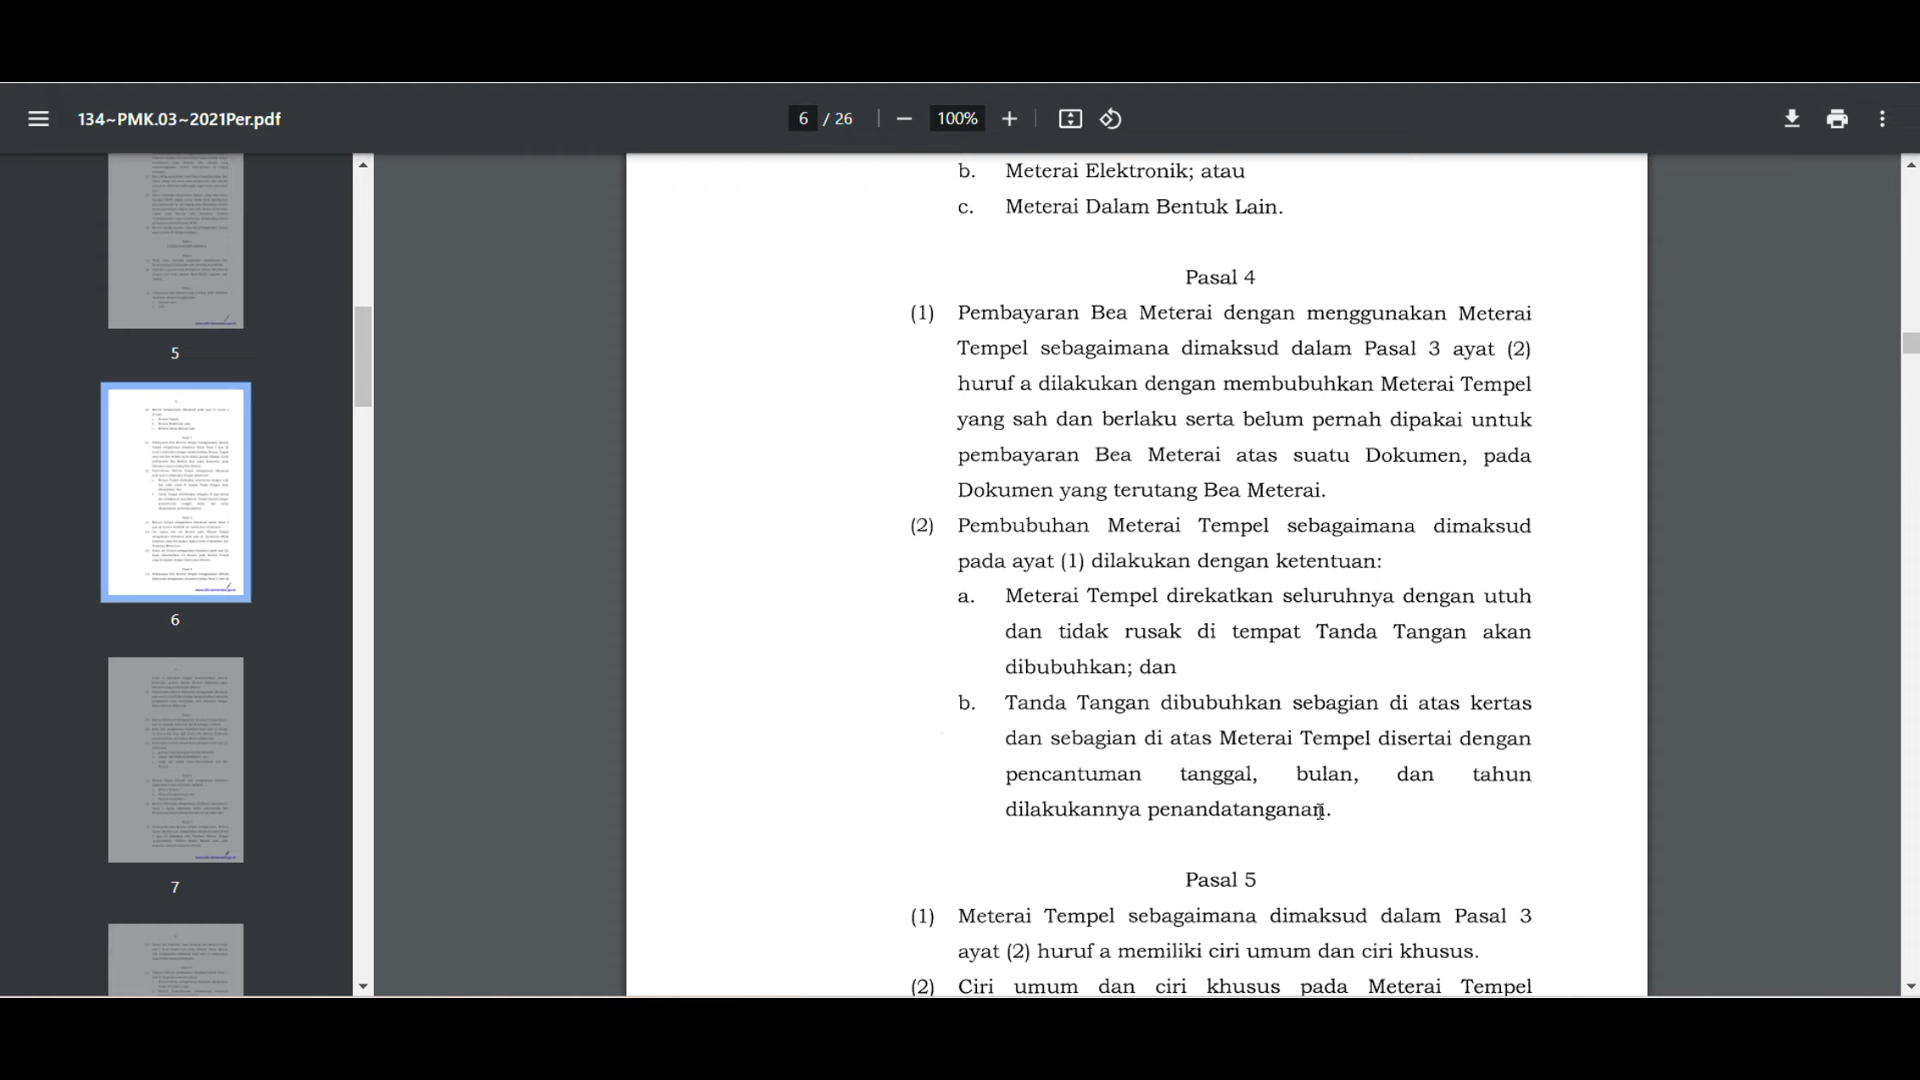 134~PMK.03~2021Per.pdf
6 / 26
100%
5
6
7
b. Meterai Elektronik; atau
c. Meterai Dalam Bentuk Lain.
Pasal 4
(1) Pembayaran Bea Meterai dengan menggunakan Meterai
Tempel sebagaimana dimaksud dalam Pasal 3 ayat (2)
huruf a dilakukan dengan membubuhkan Meterai Tempel
yang sah dan berlaku serta belum pernah dipakai untuk
pembayaran Bea Meterai atas suatu Dokumen, pada
Dokumen yang terutang Bea Meterai.
(2) Pembubuhan Meterai Tempel sebagaimana dimaksud
pada ayat (1) dilakukan dengan ketentuan:
a. Meterai Tempel direkatkan seluruhnya dengan utuh
dan tidak rusak di tempat Tanda Tangan akan
dibubuhkan; dan
b. Tanda Tangan dibubuhkan sebagian di atas kertas
dan sebagian di atas Meterai Tempel disertai dengan
pencantuman tanggal, bulan, dan tahun
dilakukannya penandatanganan.
Pasal 5
(1) Meterai Tempel sebagaimana dimaksud dalam Pasal 3
ayat (2) huruf a memiliki ciri umum dan ciri khusus.
(2) Ciri umum dan ciri khusus pada Meterai Tempel